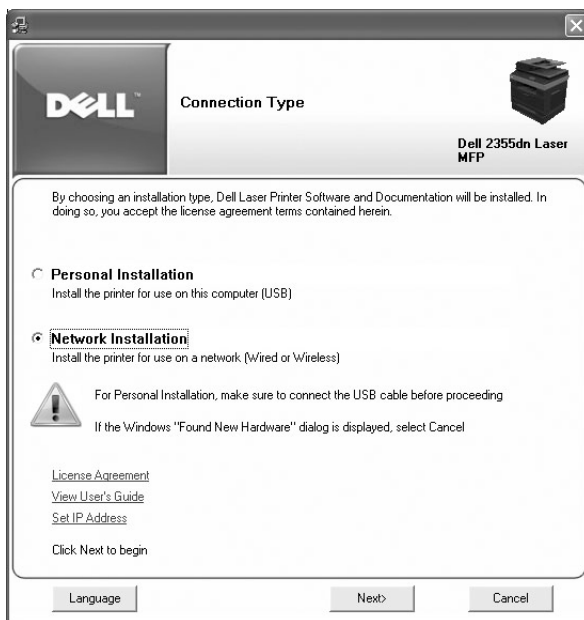 DELL™
Connection Type
Dell 2355dn Laser
MFP
By choosing an installation type, Dell Laser Printer Software and Documentation will be installed. In
doing so, you accept the license agreement terms contained herein.
Personal Installation
Install the printer for use on this computer (USB)
Network Installation
Install the printer for use on a network (Wired or Wireless)
For Personal Installation, make sure to connect the USB cable before proceeding
If the Windows "Found New Hardware" dialog is displayed, select Cancel
License Agreement
View User's Guide
Set IP Address
Click Next to begin
Language
Next>
Cancel